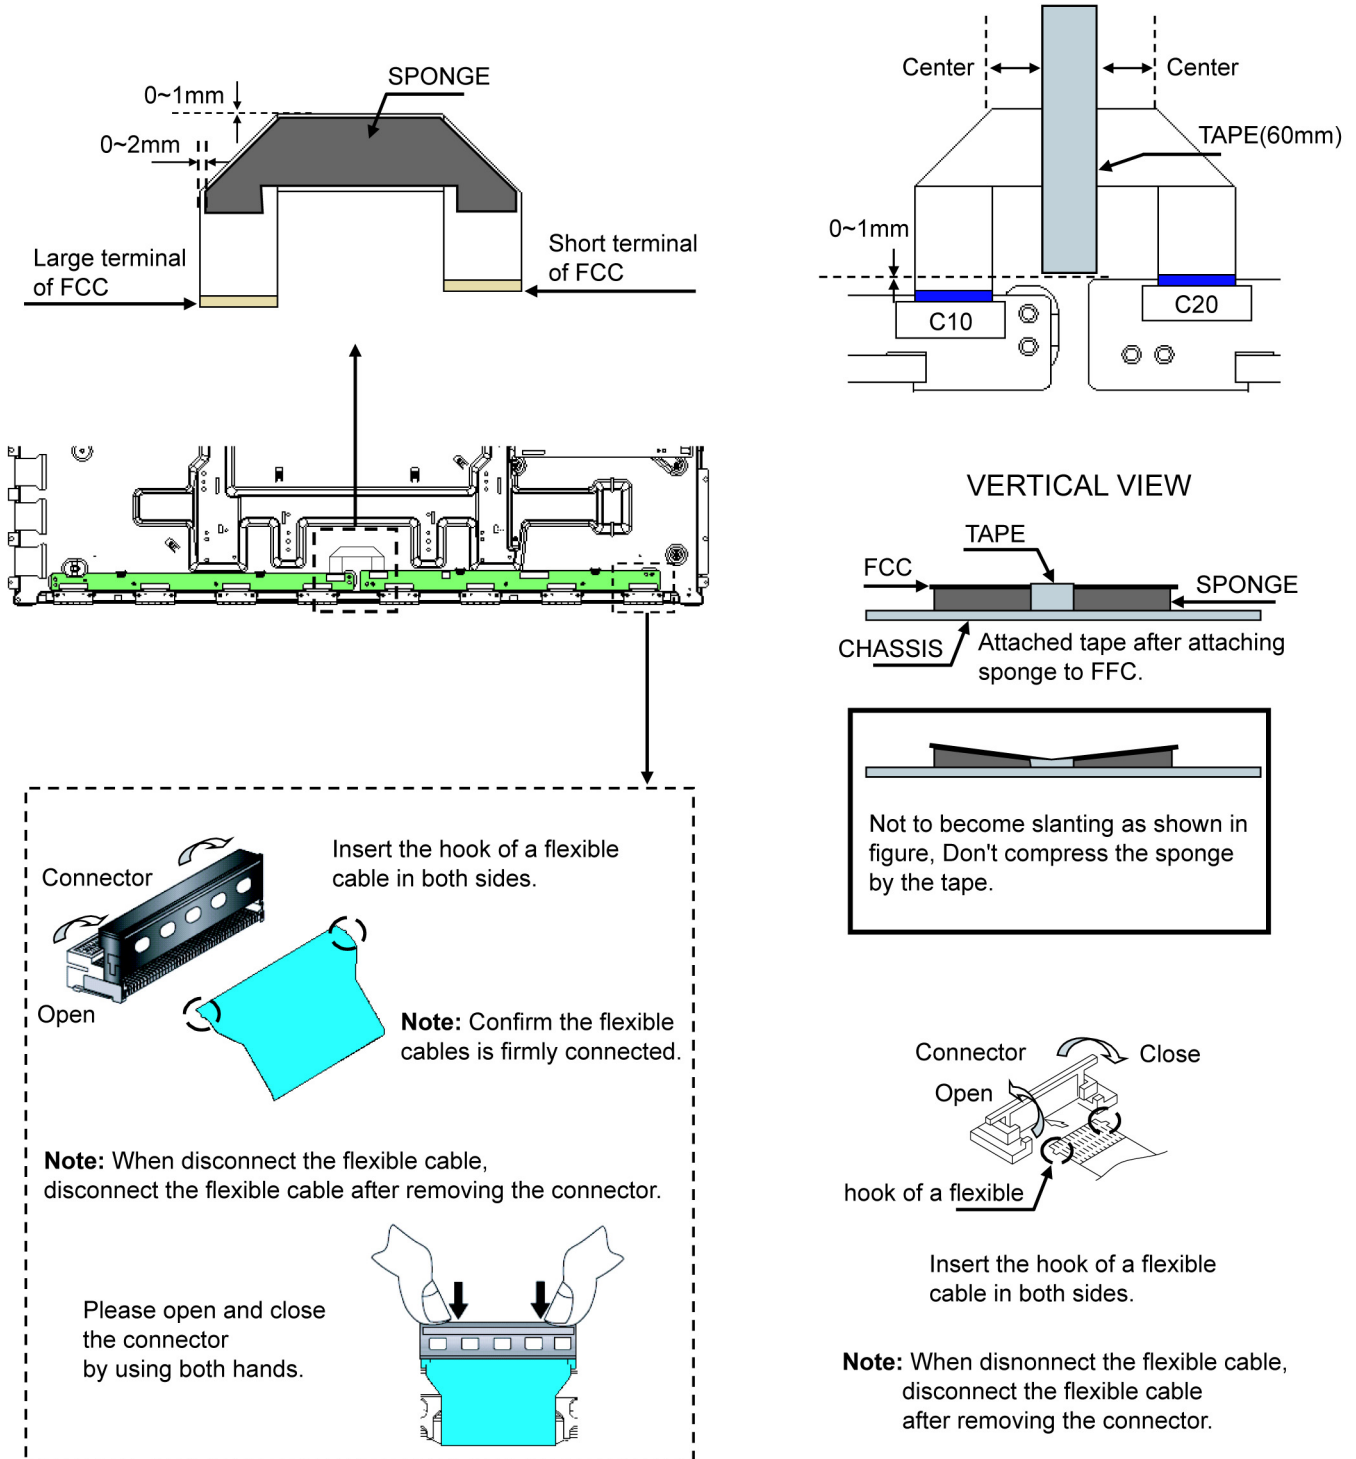 SPONGE
0~1mm
0~2mm
Large terminal
of FCC
Short terminal
of FCC
Center
Center
TAPE(60mm)
0~1mm
C10
C20
VERTICAL VIEW
TAPE
FCC
SPONGE
CHASSIS
Attached tape after attaching
sponge to FFC.
Not to become slanting as shown in
figure, Don't compress the sponge
by the tape.
Connector
Open
Insert the hook of a flexible
cable in both sides.
Note: Confirm the flexible
cables is firmly connected.
Note: When disconnect the flexible cable,
disconnect the flexible cable after removing the connector.
Please open and close
the connector
by using both hands.
Connector
Close
Open
hook of a flexible
Insert the hook of a flexible
cable in both sides.
Note: When disnonnect the flexible cable,
disconnect the flexible cable
after removing the connector.